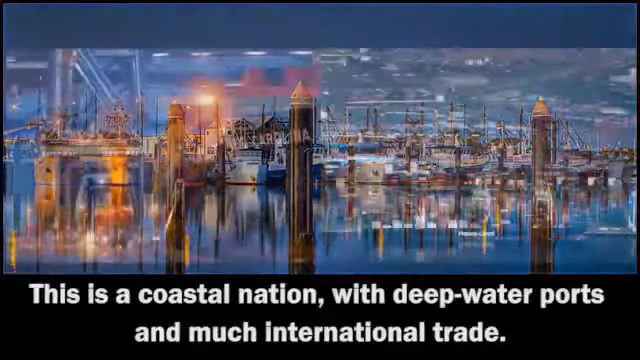 This is a coastal nation, with deep-water ports
and much international trade.